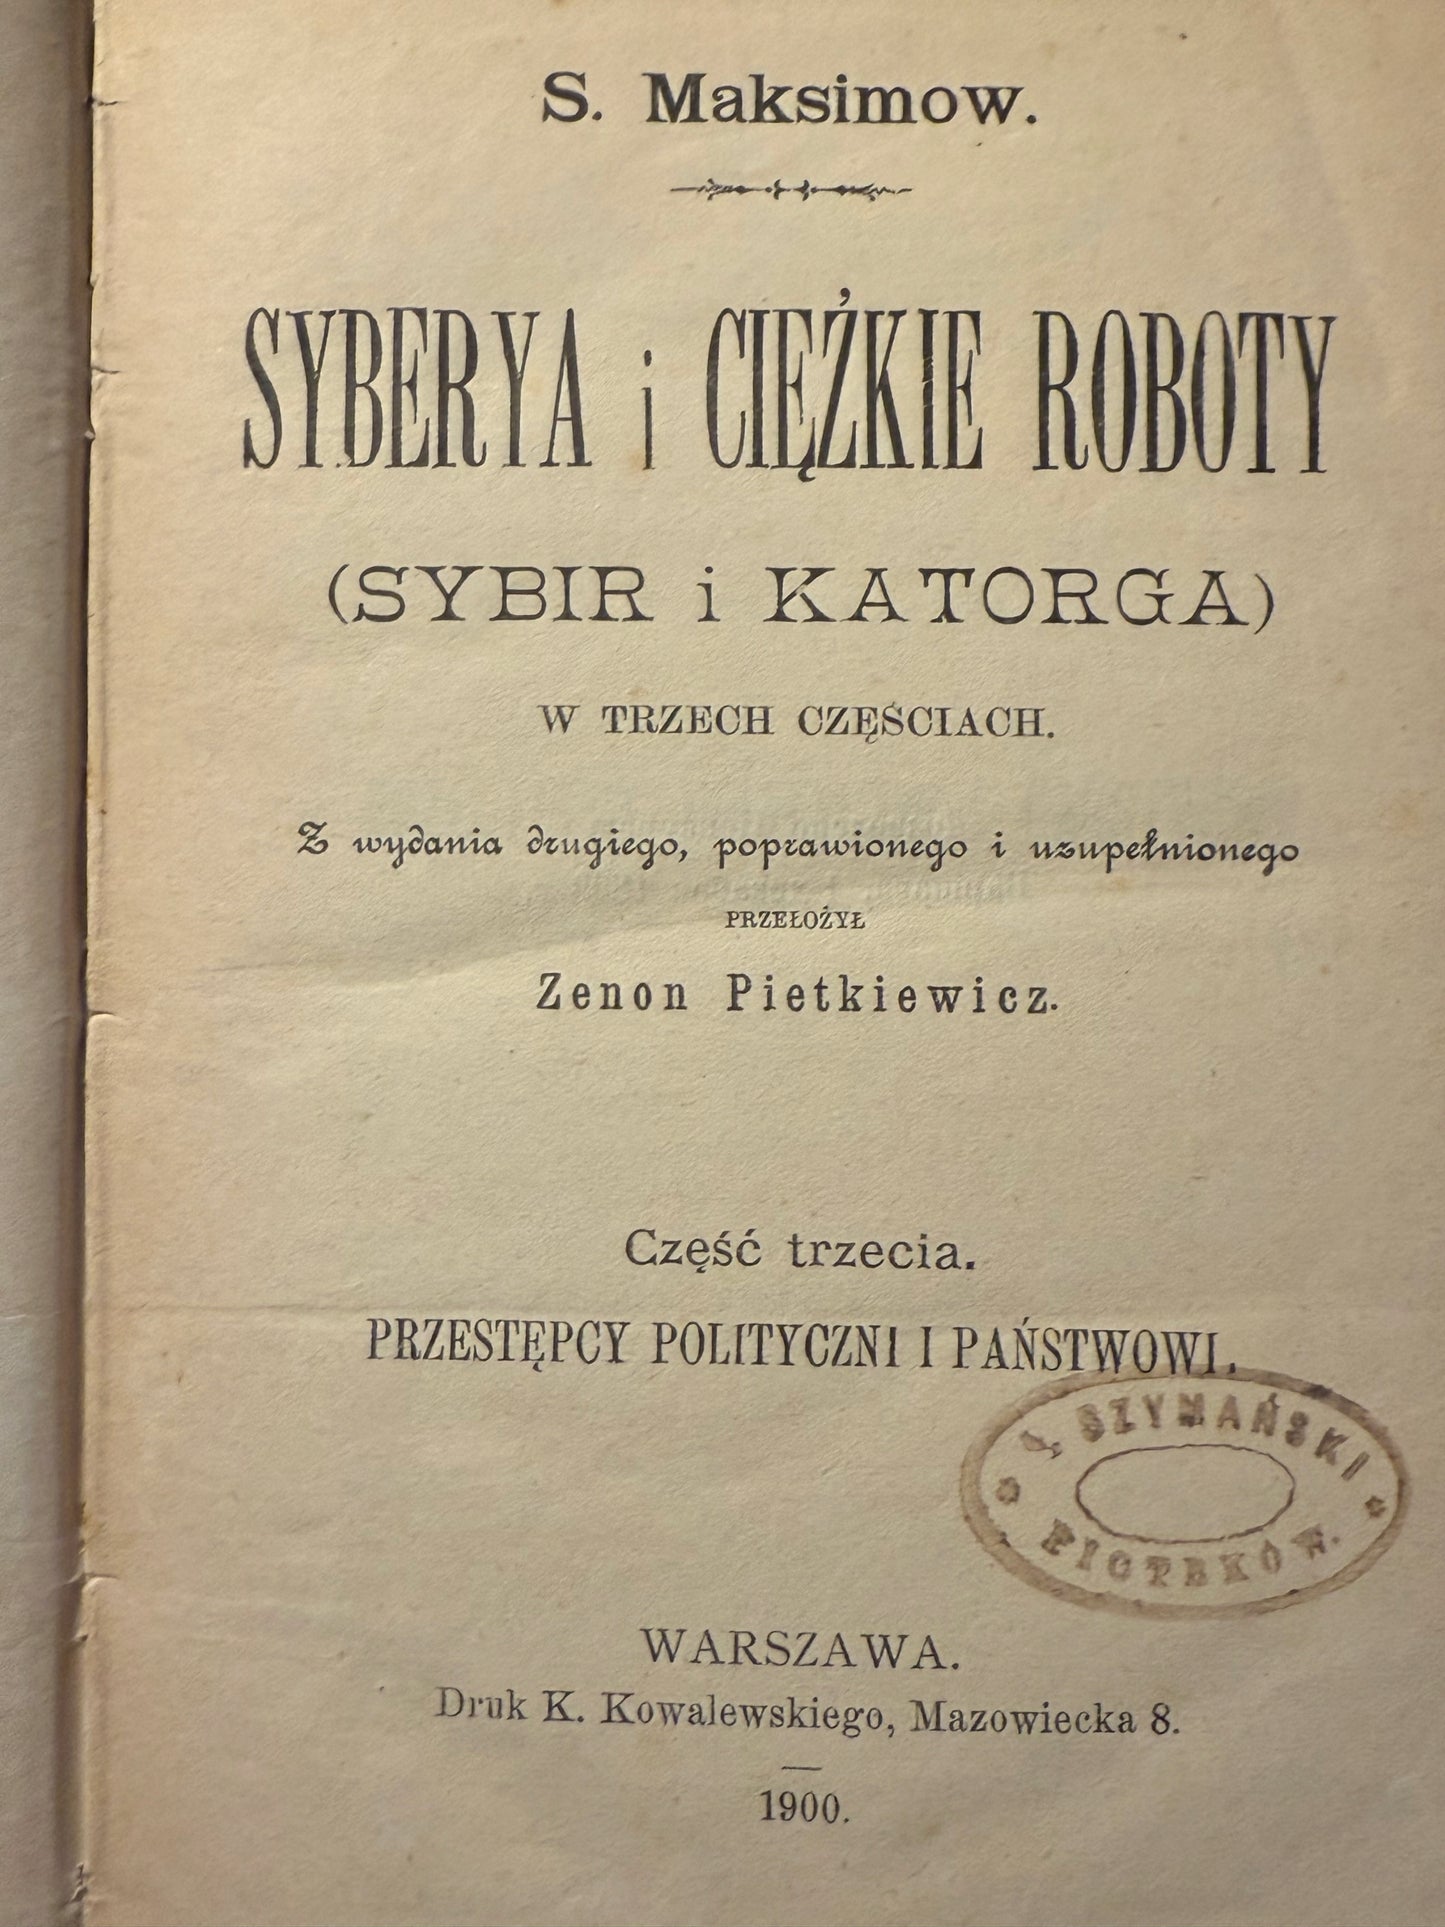 S. Maksimow.
SYBERYA i CIĘŻKIE ROBOTY
(SYBIR i KATORGA)
W TRZECH CZĘŚCIACH.
Z wydania drugiego, poprawionego i uzupełnionego
PRZEŁOŻYŁ
Zenon Pietkiewicz.
Część trzecia.
PRZESTĘPCY POLITYCZNI I PAŃSTWOWI.
SZYMAŃSKI
PIOTRKÓW.
WARSZAWA.
Druk K. Kowalewskiego, Mazowiecka 8.
1900.